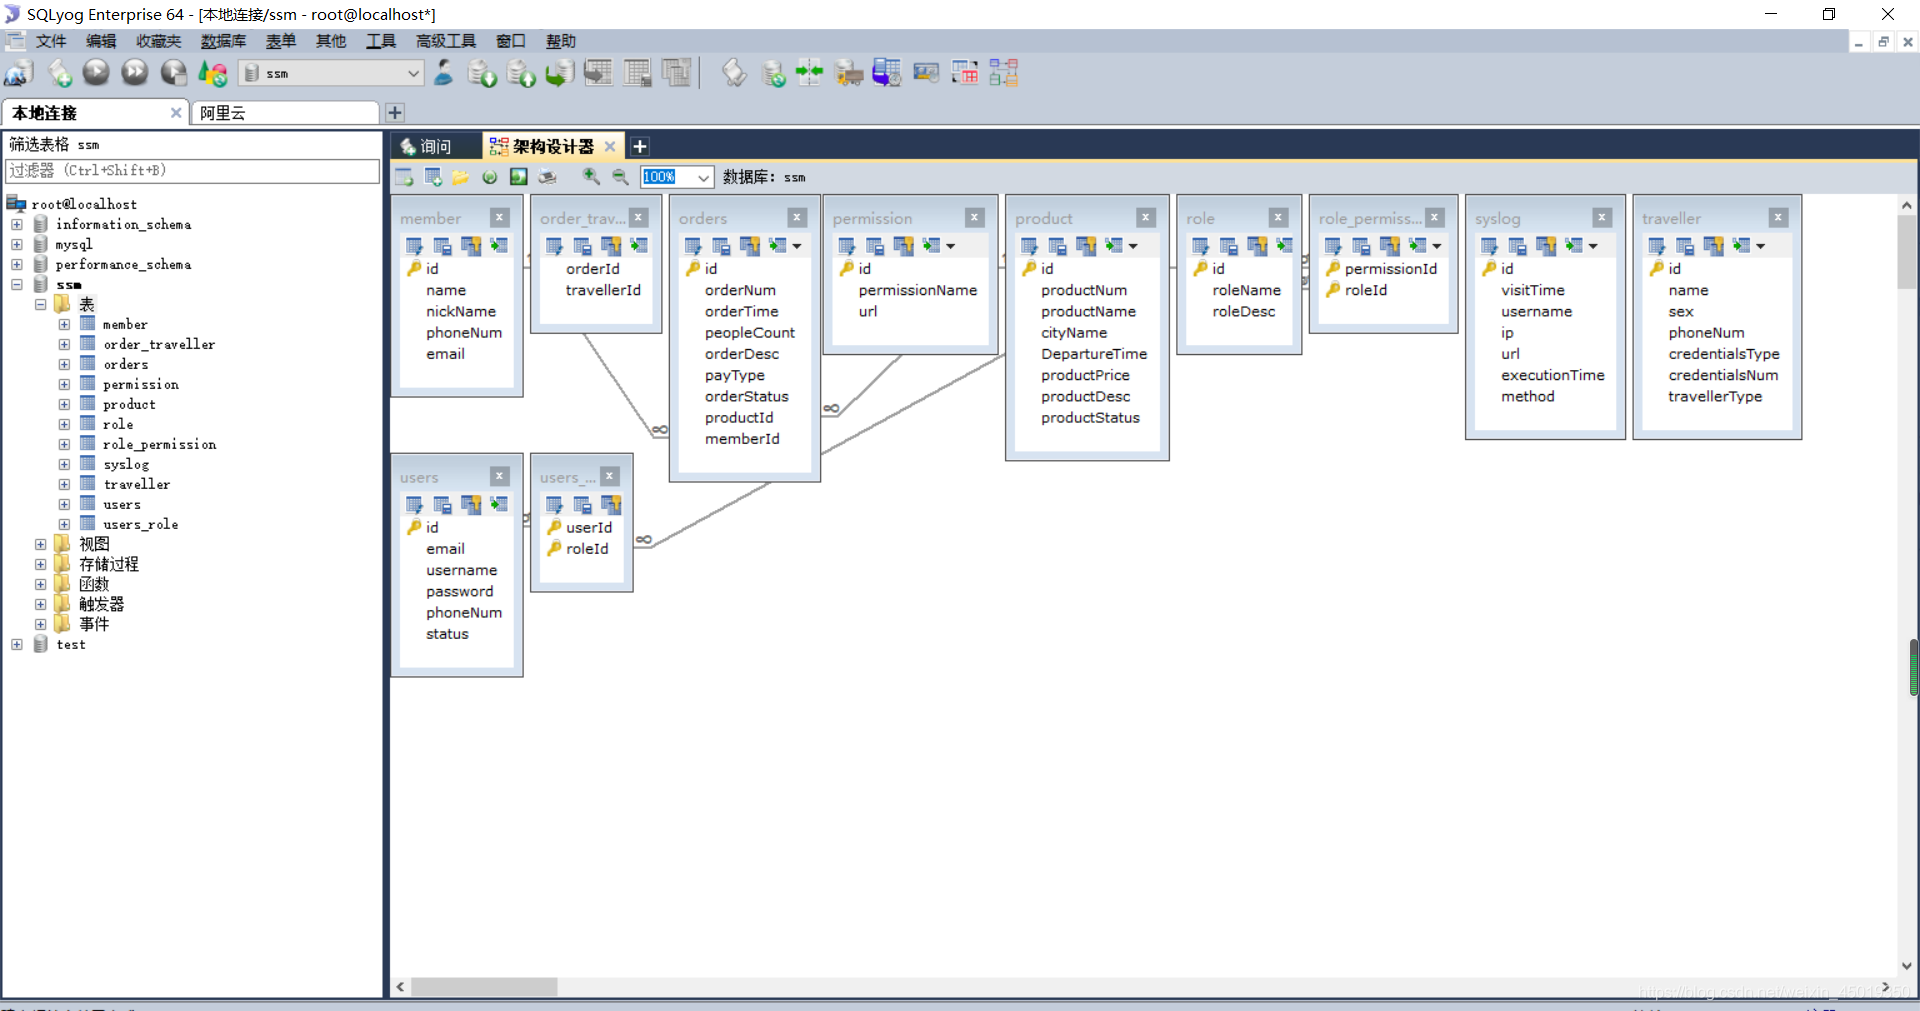 SQLyog Enterprise 64 - [本地连接/ssm - root@localhost*]
文件 编辑 收藏夹 数据库 表单 其他 工具 高级工具 窗口 帮助
ssm
本地连接 阿里云
筛选表格 ssm
过滤器 (Ctrl+Shift+B)
root@localhost
information_schema
mysql
performance_schema
ssm
表
member
order_traveller
orders
permission
product
role
role_permission
syslog
traveller
users
users_role
视图
存储过程
函数
触发器
事件
test
询问 架构设计器
100% 数据库: ssm
member
id
name
nickName
phoneNum
email
order_trav...
orderId
travellerId
orders
id
orderNum
orderTime
peopleCount
orderDesc
payType
orderStatus
productId
memberId
permission
id
permissionName
url
product
id
productNum
productName
cityName
DepartureTime
productPrice
productDesc
productStatus
role
id
roleName
roleDesc
role_permiss...
permissionId
roleId
syslog
id
visitTime
username
ip
url
executionTime
method
traveller
id
name
sex
phoneNum
credentialsType
credentialsNum
travellerType
users
id
email
username
password
phoneNum
status
users_...
userId
roleId
https://blog.csdn.net/weixin_45019350